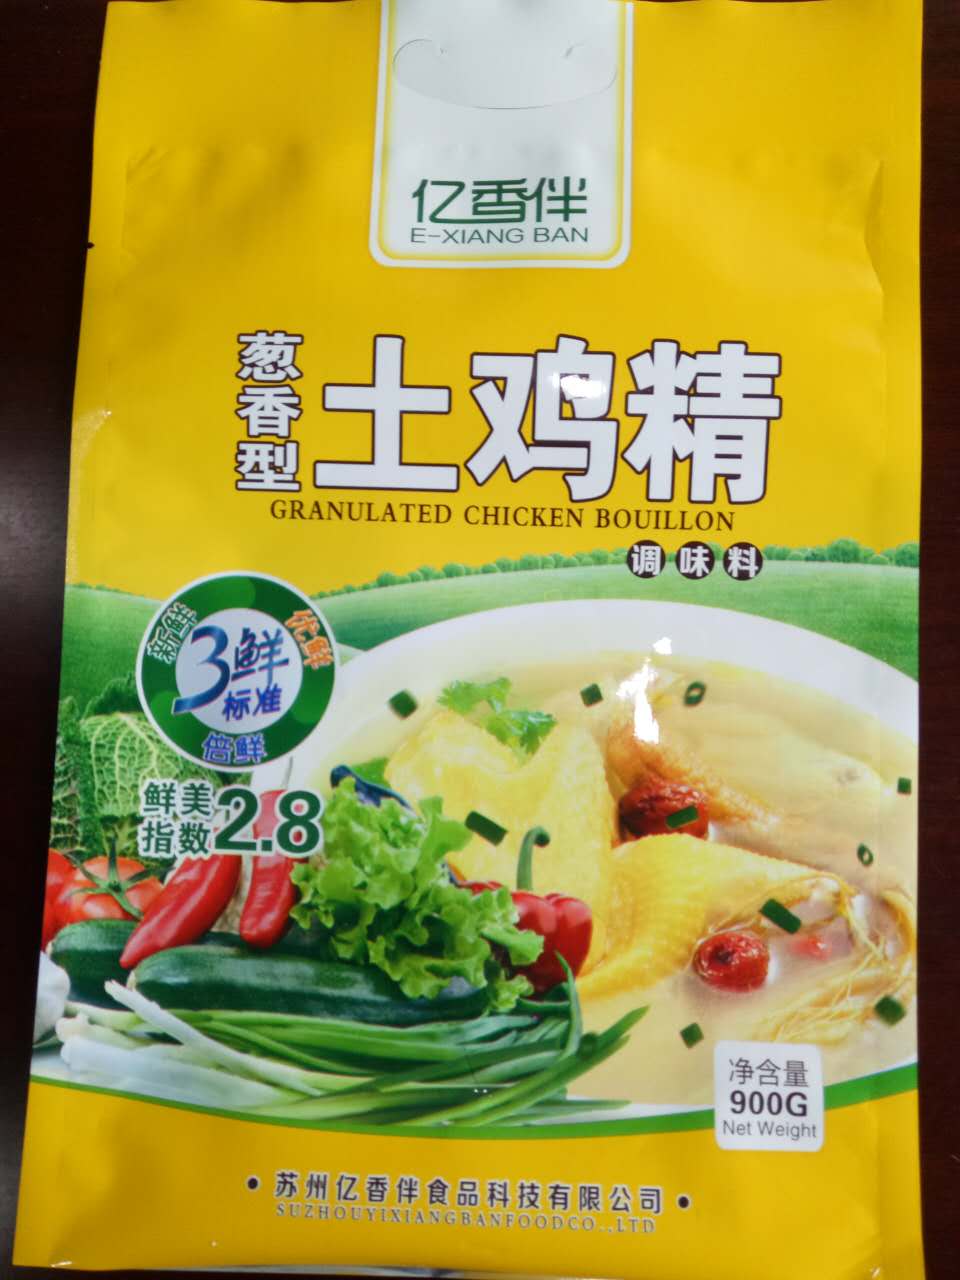 亿香伴
E-XIANG BAN
葱香型
土鸡精
GRANULATED CHICKEN BOUILLON
调味料
新鲜
优鲜
3鲜
标准
倍鲜
鲜美
指数2.8
净含量
900G
Net Weight
苏州亿香伴食品科技有限公司
SUZHOUYIXIANGBANFOODCO.,LTD